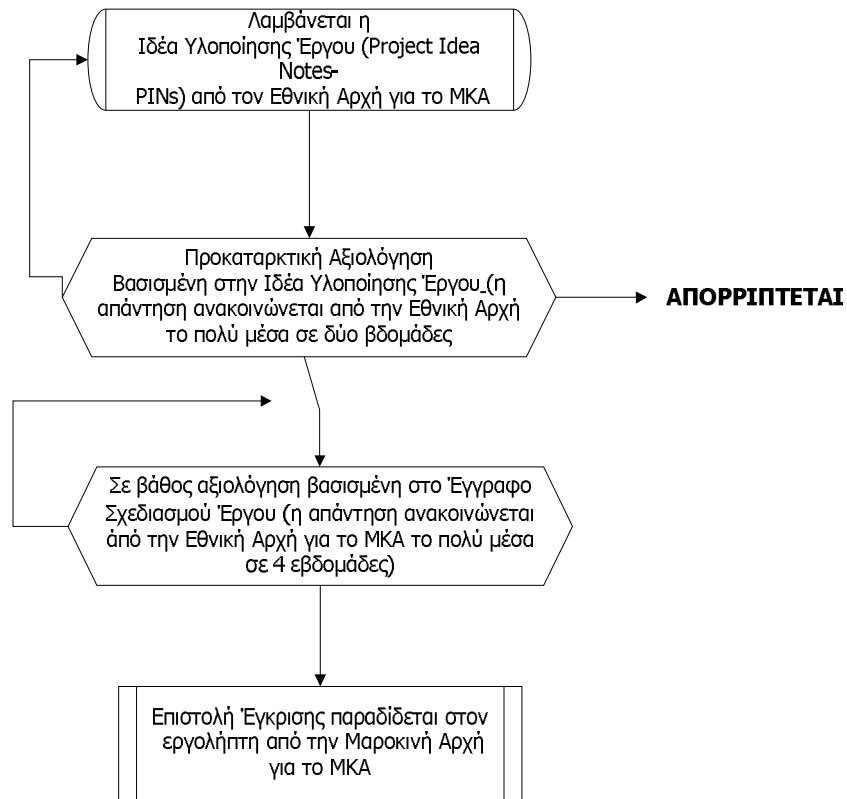 Λαμβάνεται η
Ιδέα Υλοποίησης Έργου (Project Idea
Notes-
PINs) από τον Εθνική Αρχή για το ΜΚΑ
Προκαταρκτική Αξιολόγηση
Βασισμένη στην Ιδέα Υλοποίησης Έργου_(η
απάντηση ανακοινώνεται από την Εθνική Αρχή
το πολύ μέσα σε δύο βδομάδες
ΑΠΟΡΡΙΠΤΕΤΑΙ
Σε βάθος αξιολόγηση βασισμένη στο Έγγραφο
Σχεδιασμού Έργου (η απάντηση ανακοινώνεται
άπό την Εθνική Αρχή για το ΜΚΑ το πολύ μέσα
σε 4 εβδομάδες)
Επιστολή Έγκρισης παραδίδεται στον
εργολήπτη από την Μαροκινή Αρχή
για το ΜΚΑ